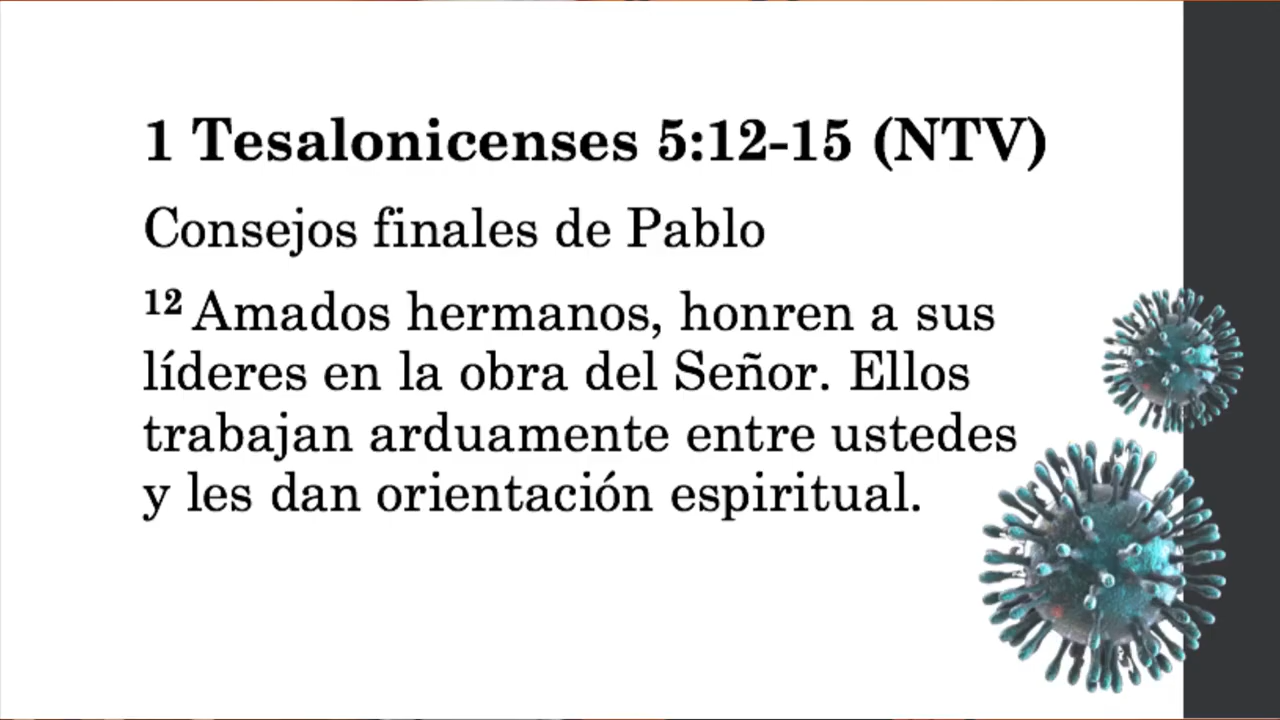 1 Tesalonicenses 5:12-15 (NTV)
Consejos finales de Pablo
12 Amados hermanos, honren a sus
líderes en la obra del Señor. Ellos
trabajan arduamente entre ustedes
y les dan orientación espiritual.